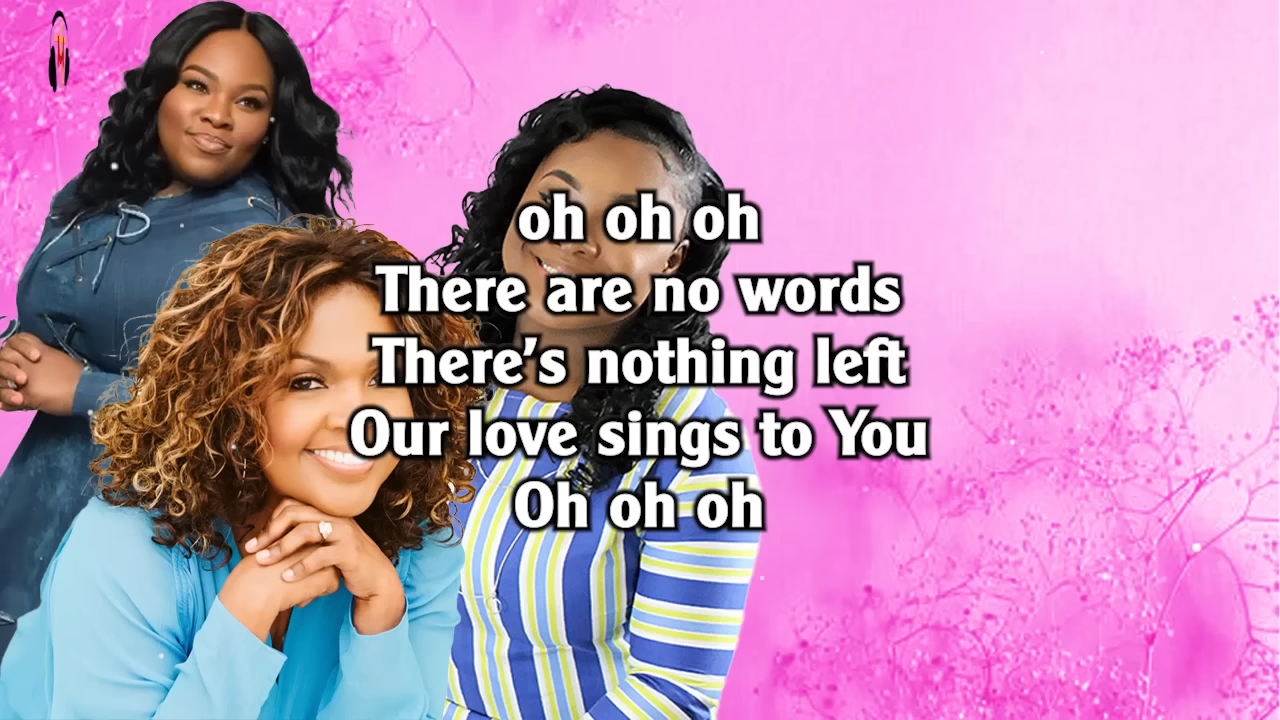 oh oh oh
There are no words
There's nothing left
Our love sings to You
Oh oh oh